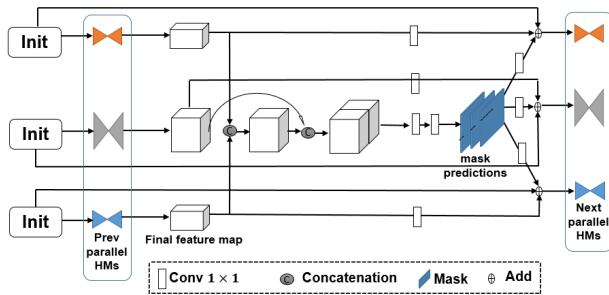 Init
Init
C
C
mask
predictions
Init
Prev
parallel
HMs
Final feature map
Next
parallel
HMs
Conv 1 × 1
C
Concatenation
Mask
Add